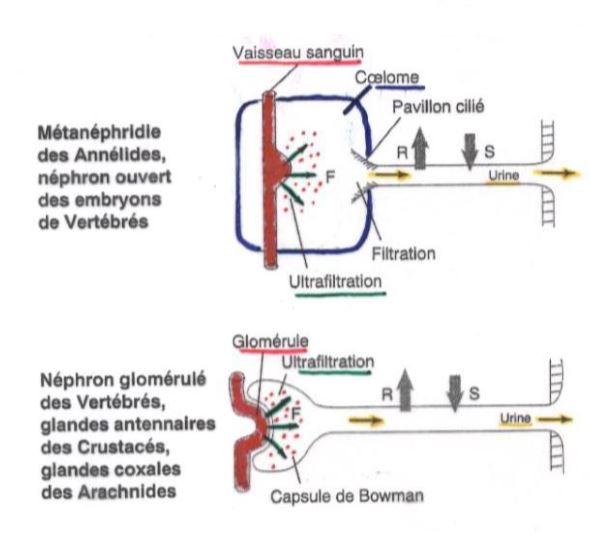 Vaisseau sanguin
Cœlome
Pavillon cilié
Métanéphridie
des Annélides,
néphron ouvert
des embryons
de Vertébrés
R
S
F
Urine
Filtration
Ultrafiltration
Glomérule
Ultrafiltration
Néphron glomérulé
des Vertébrés,
glandes antennaires
des Crustacés,
glandes coxales
des Arachnides
R
S
F
Urine
Capsule de Bowman